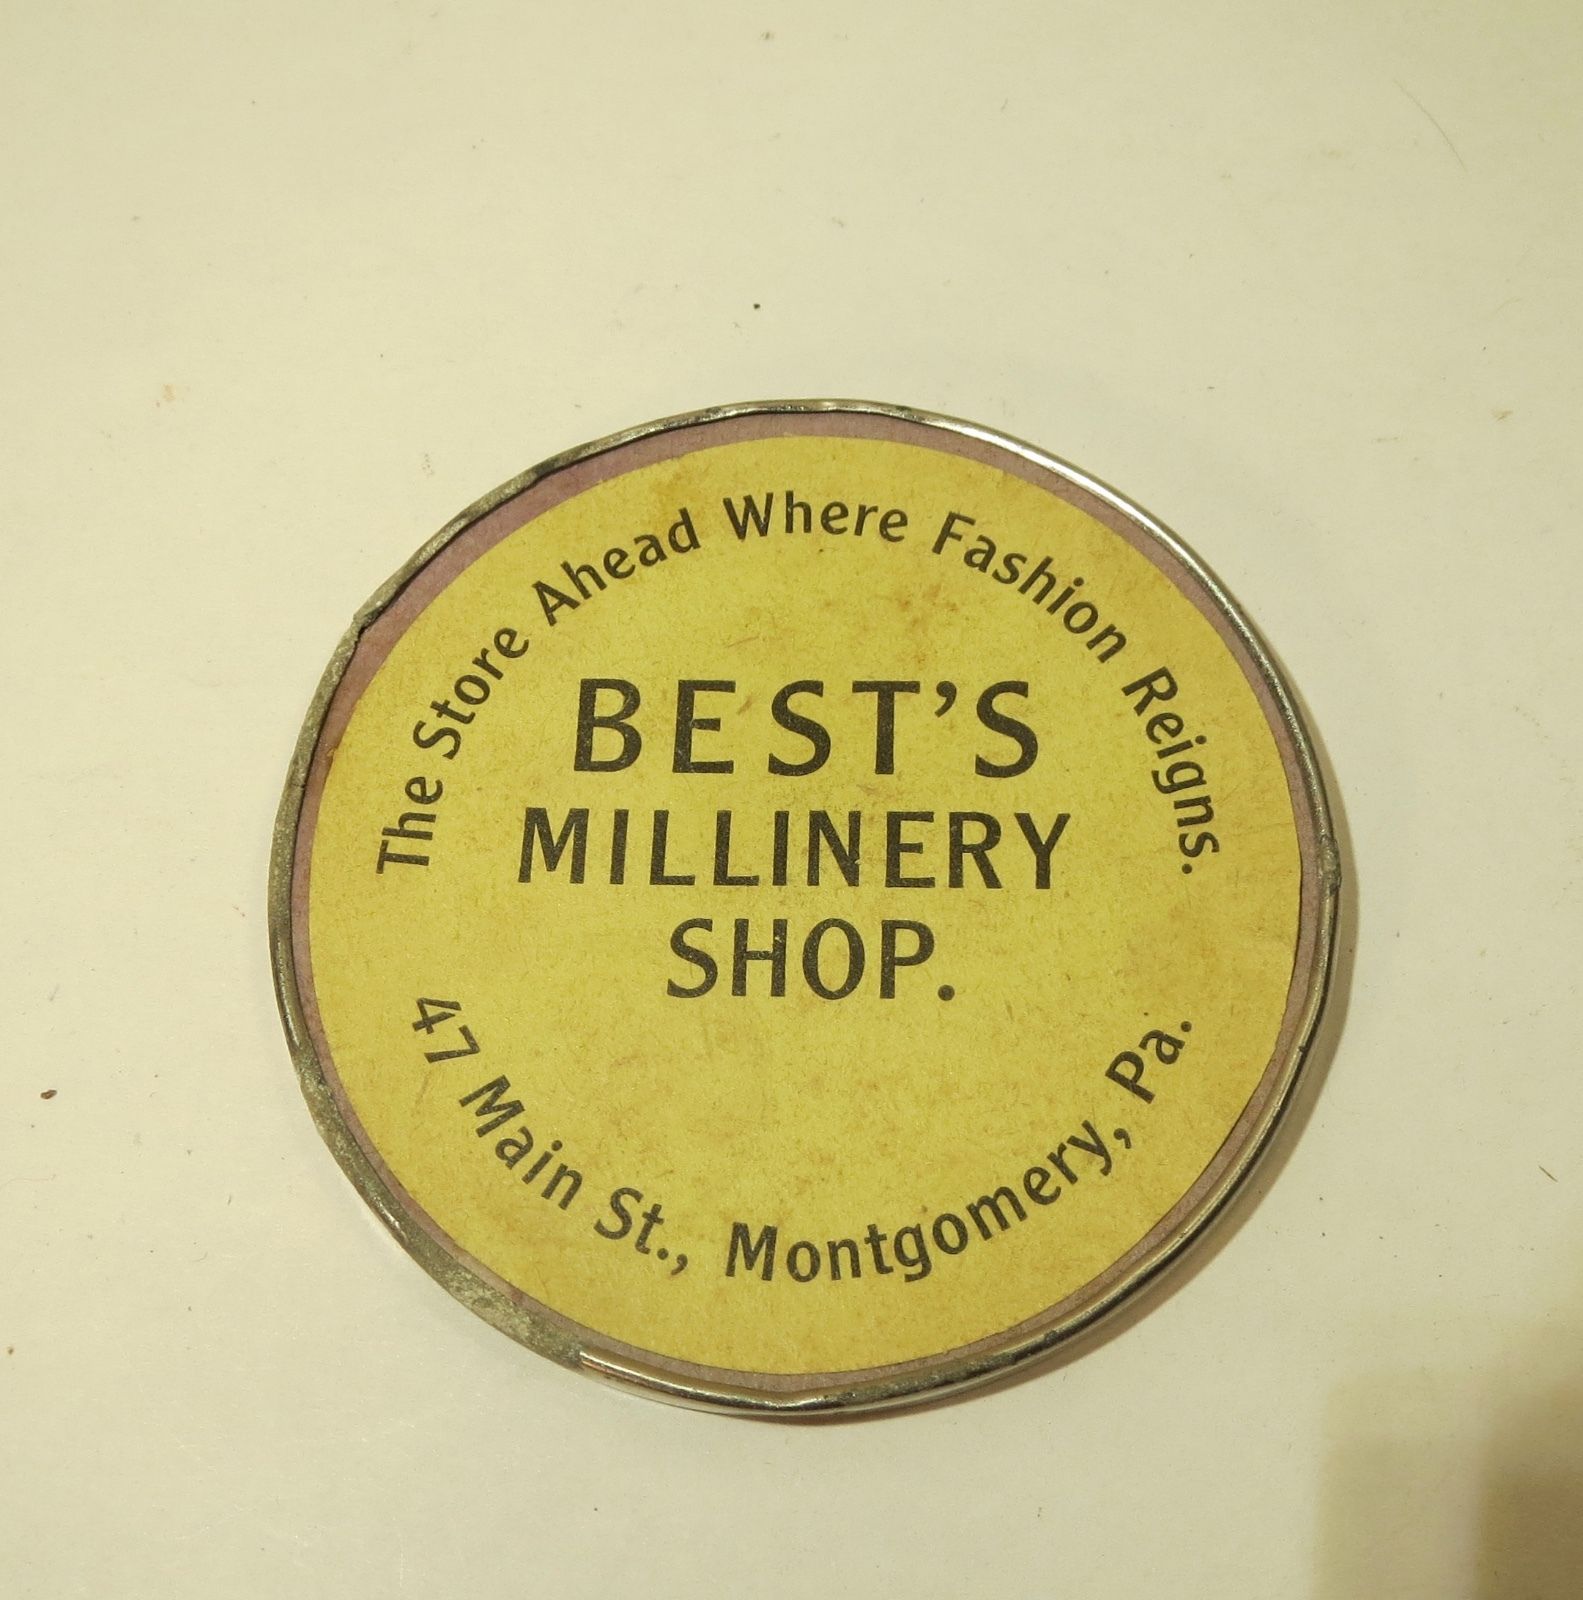 The Store Ahead Where Fashion Reigns.
BEST'S
MILLINERY
SHOP.
47 Main St., Montgomery, Pa.